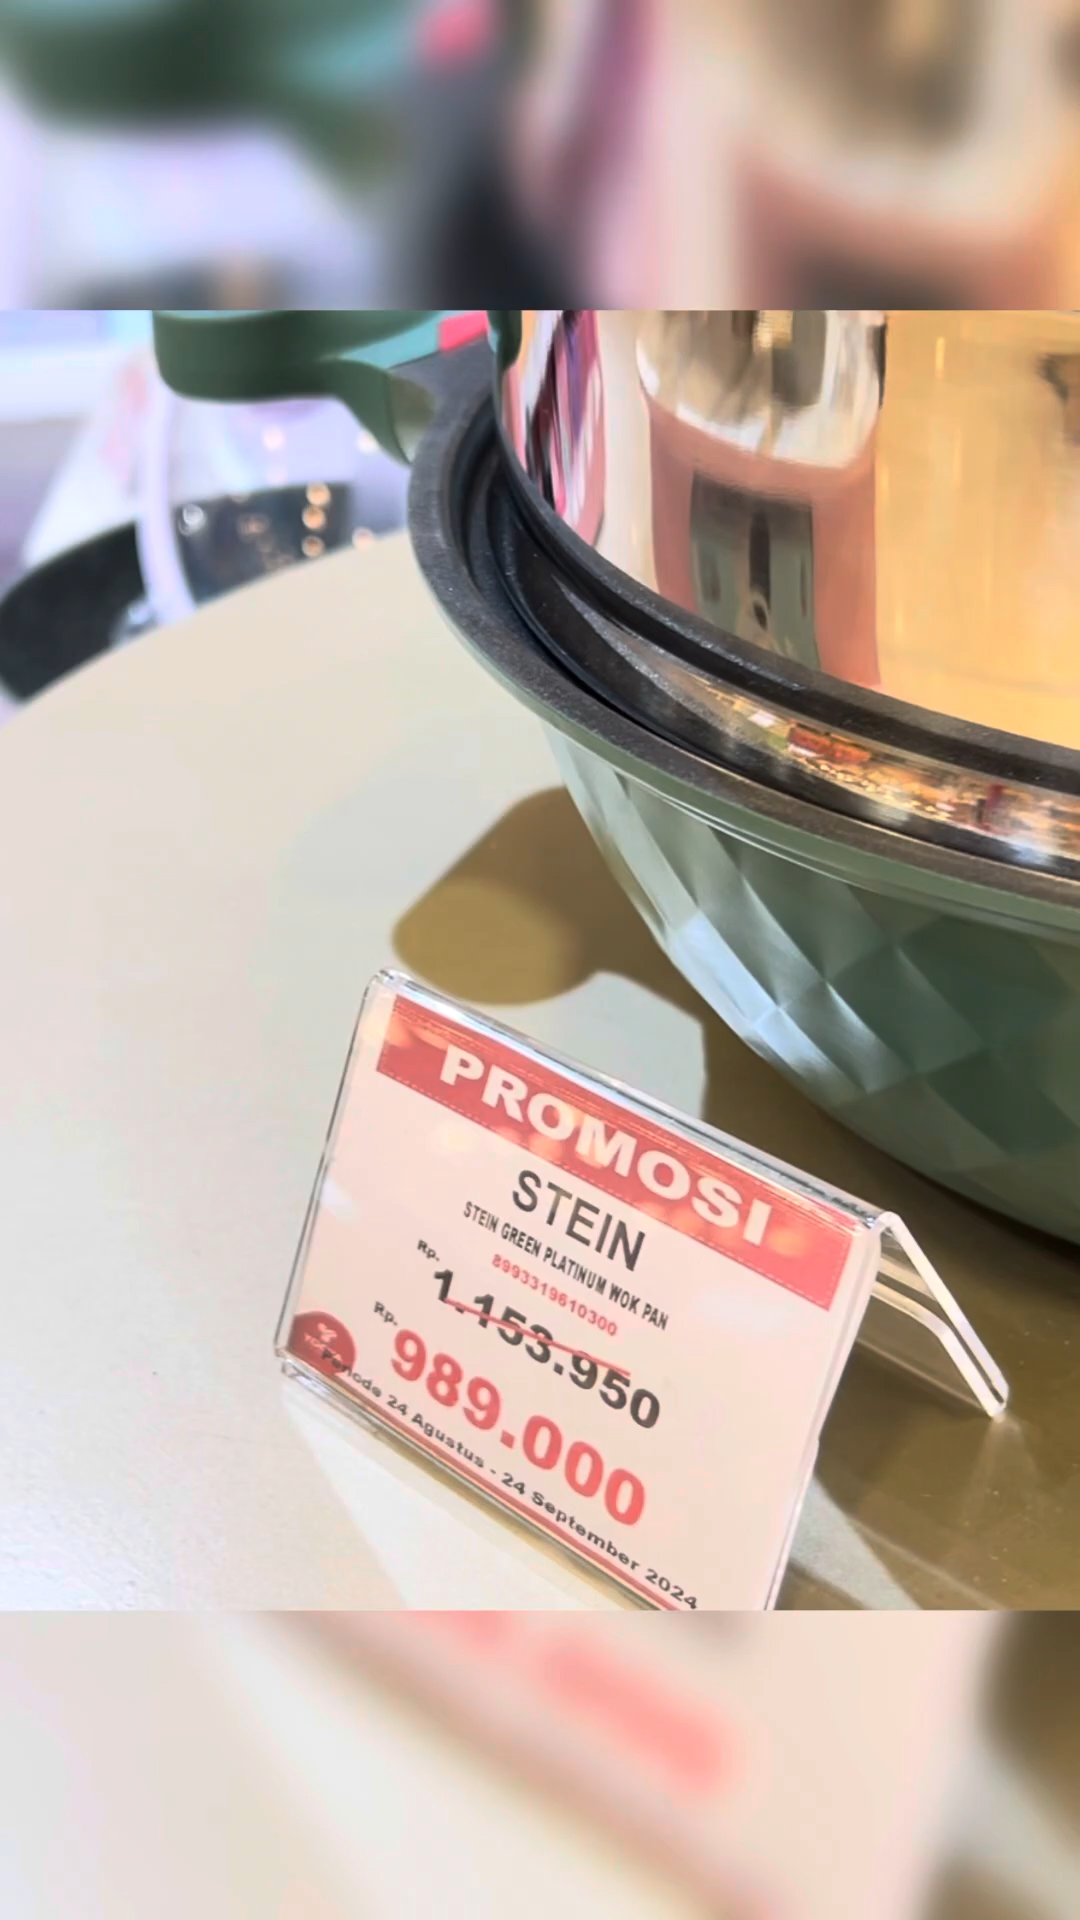 PROMOSI
STEIN
STEIN GREEN PLATINUM WOK PAN
8993319610300
Rp. 1.153.950
Rp. 989.000
Periode 24 Agustus - 24 September 2024